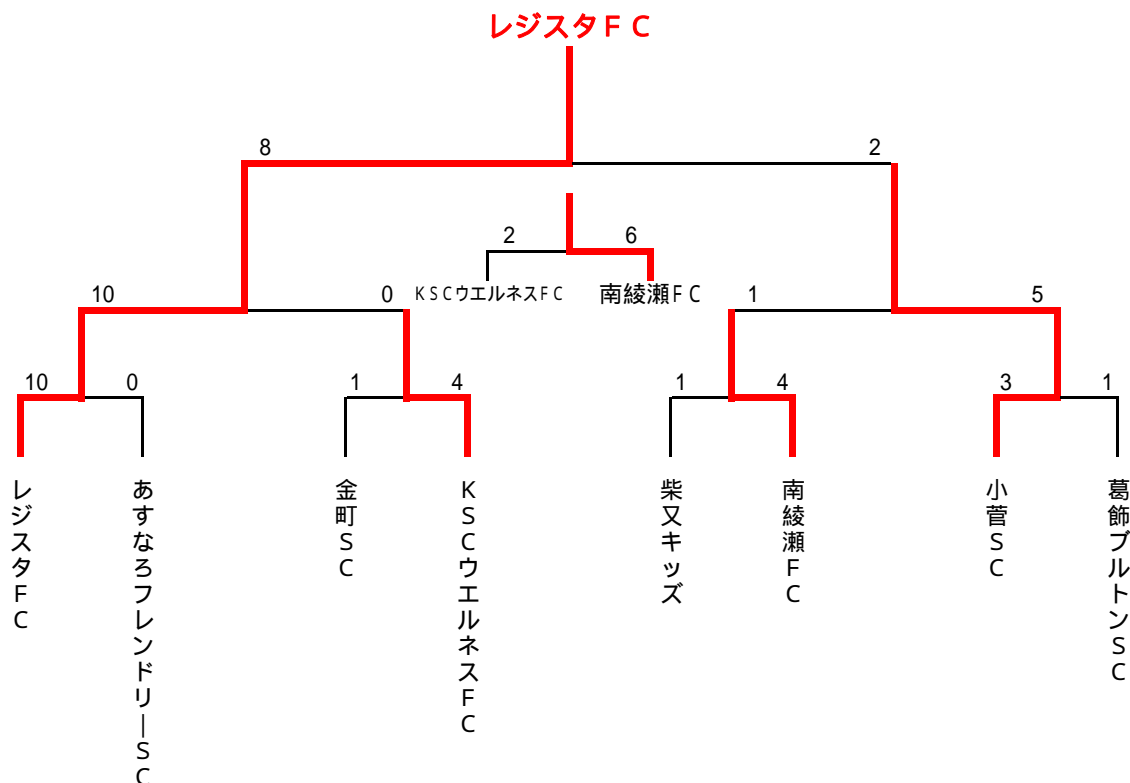 レジスタＦＣ
8 2
2 6
10 0 ＫＳＣウエルネスＦＣ 南綾瀬ＦＣ 1 5
10 0 1 4 1 4 3 1
レジスタＦＣ
あすなろフレンドリーＳＣ
金町ＳＣ
ＫＳＣウエルネスＦＣ
柴又キッズ
南綾瀬ＦＣ
小菅ＳＣ
葛飾ブルトンＳＣ